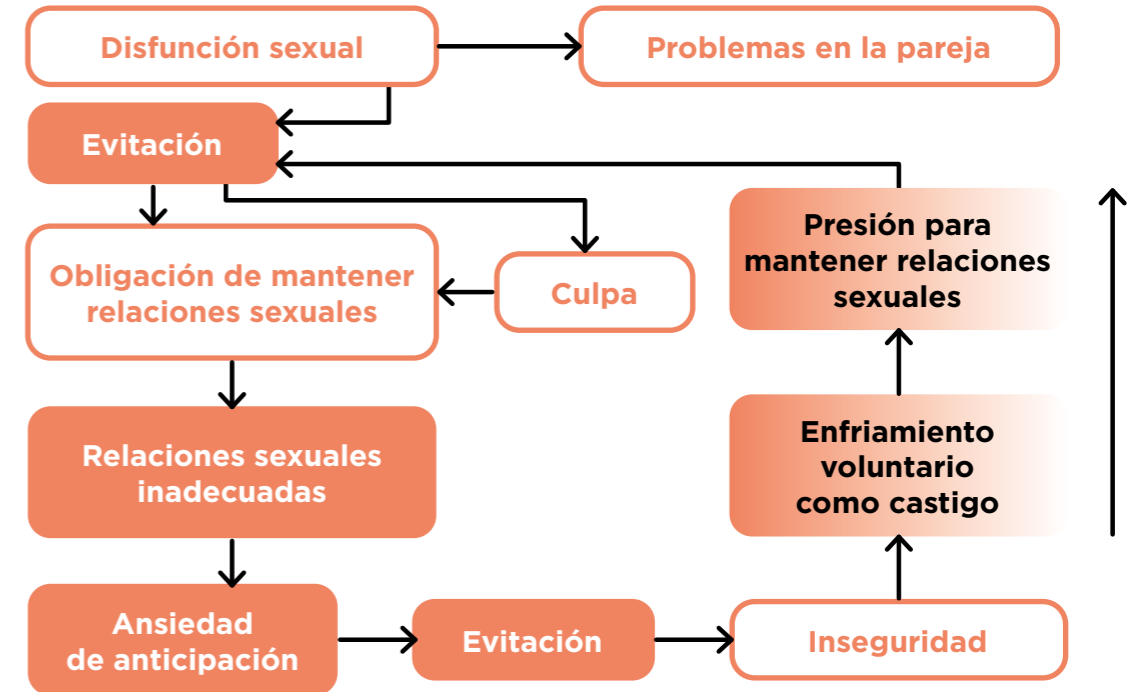 Disfunción sexual
Problemas en la pareja
Evitación
Obligación de mantener
relaciones sexuales
Culpa
Presión para
mantener relaciones
sexuales
Relaciones sexuales
inadecuadas
Enfriamiento
voluntario
como castigo
Ansiedad
de anticipación
Evitación
Inseguridad